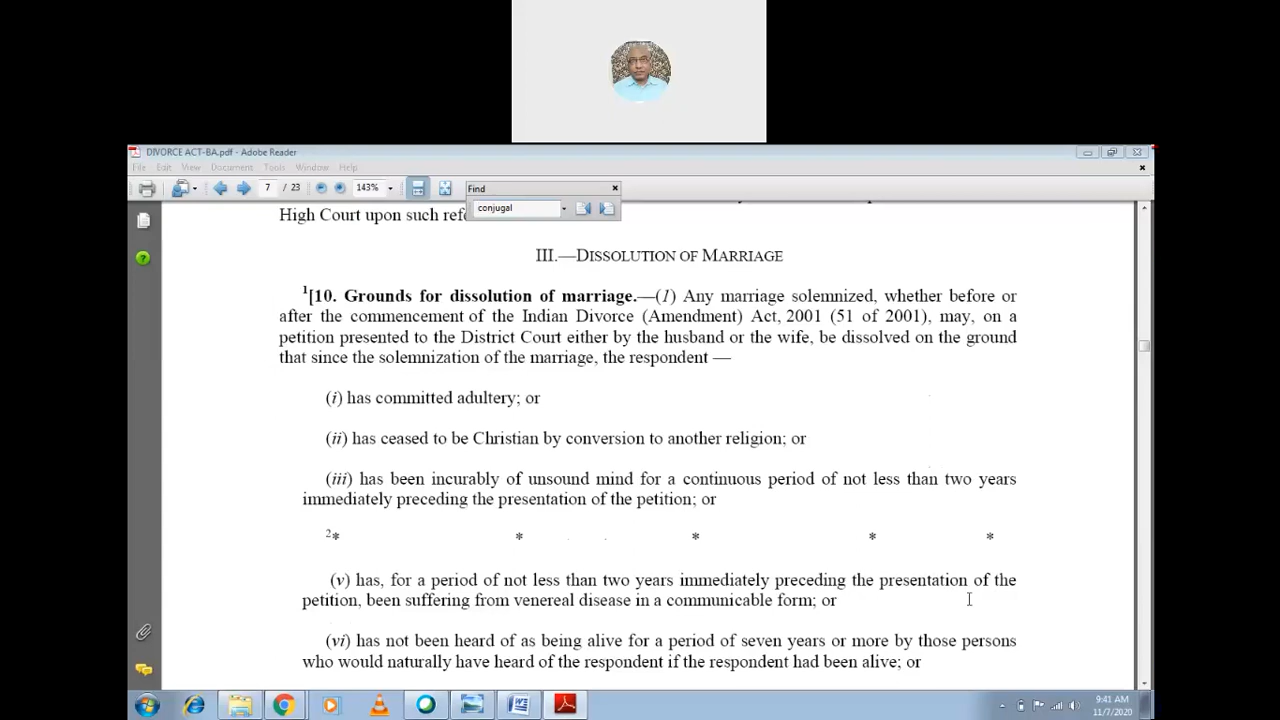 DIVORCE ACT-BA.pdf - Adobe Reader
File Edit View Document Tools Window Help
7 / 23 143% Find
conjugal
High Court upon such refe
III.—DISSOLUTION OF MARRIAGE
1[10. Grounds for dissolution of marriage.—(1) Any marriage solemnized, whether before or
after the commencement of the Indian Divorce (Amendment) Act, 2001 (51 of 2001), may, on a
petition presented to the District Court either by the husband or the wife, be dissolved on the ground
that since the solemnization of the marriage, the respondent —
(i) has committed adultery; or
(ii) has ceased to be Christian by conversion to another religion; or
(iii) has been incurably of unsound mind for a continuous period of not less than two years
immediately preceding the presentation of the petition; or
2* * * * *
(v) has, for a period of not less than two years immediately preceding the presentation of the
petition, been suffering from venereal disease in a communicable form; or
(vi) has not been heard of as being alive for a period of seven years or more by those persons
who would naturally have heard of the respondent if the respondent had been alive; or
9:41 AM
11/7/2020